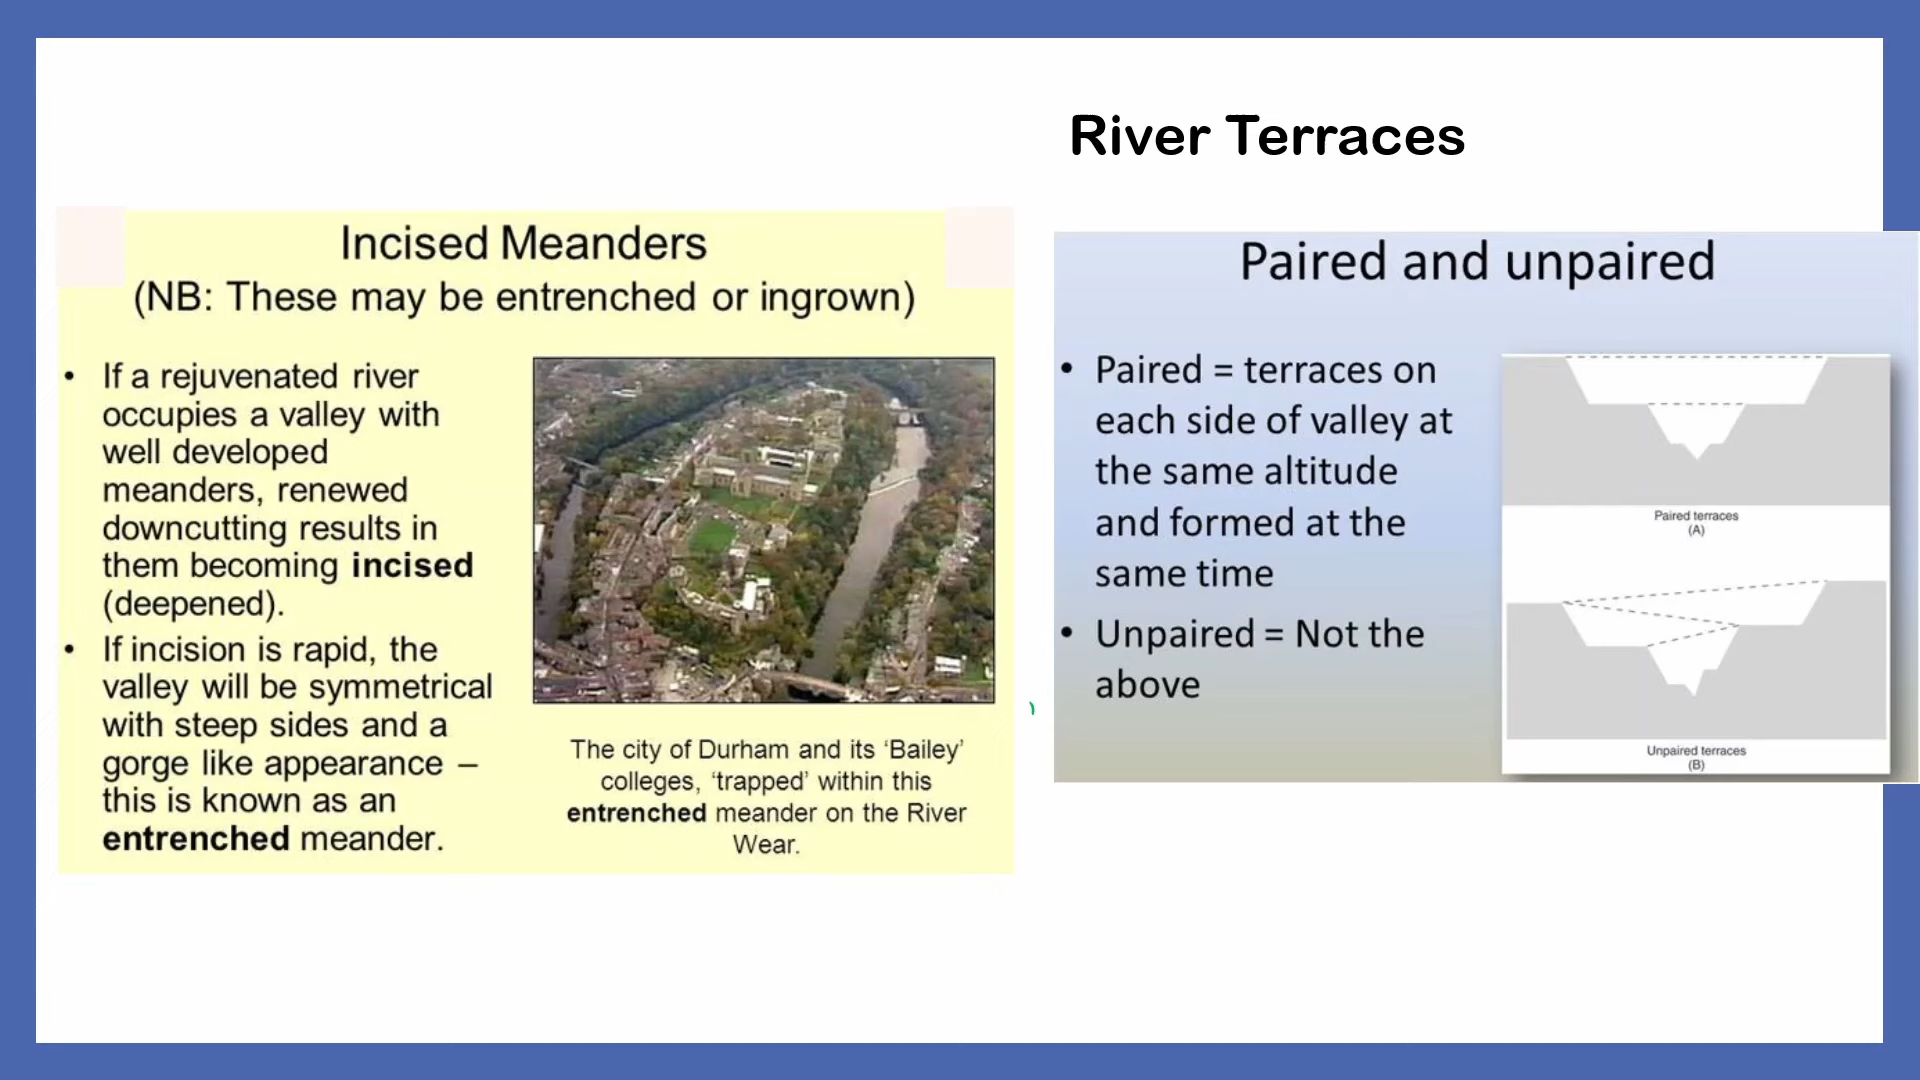 River Terraces
Incised Meanders
(NB: These may be entrenched or ingrown)
• If a rejuvenated river
occupies a valley with
well developed
meanders, renewed
downcutting results in
them becoming incised
(deepened).
• If incision is rapid, the
valley will be symmetrical
with steep sides and a
gorge like appearance –
this is known as an
entrenched meander.
The city of Durham and its ‘Bailey’
colleges, ‘trapped’ within this
entrenched meander on the River
Wear.
Paired and unpaired
• Paired = terraces on
each side of valley at
the same altitude
and formed at the
same time
• Unpaired = Not the
above
Paired terraces
(A)
Unpaired terraces
(B)